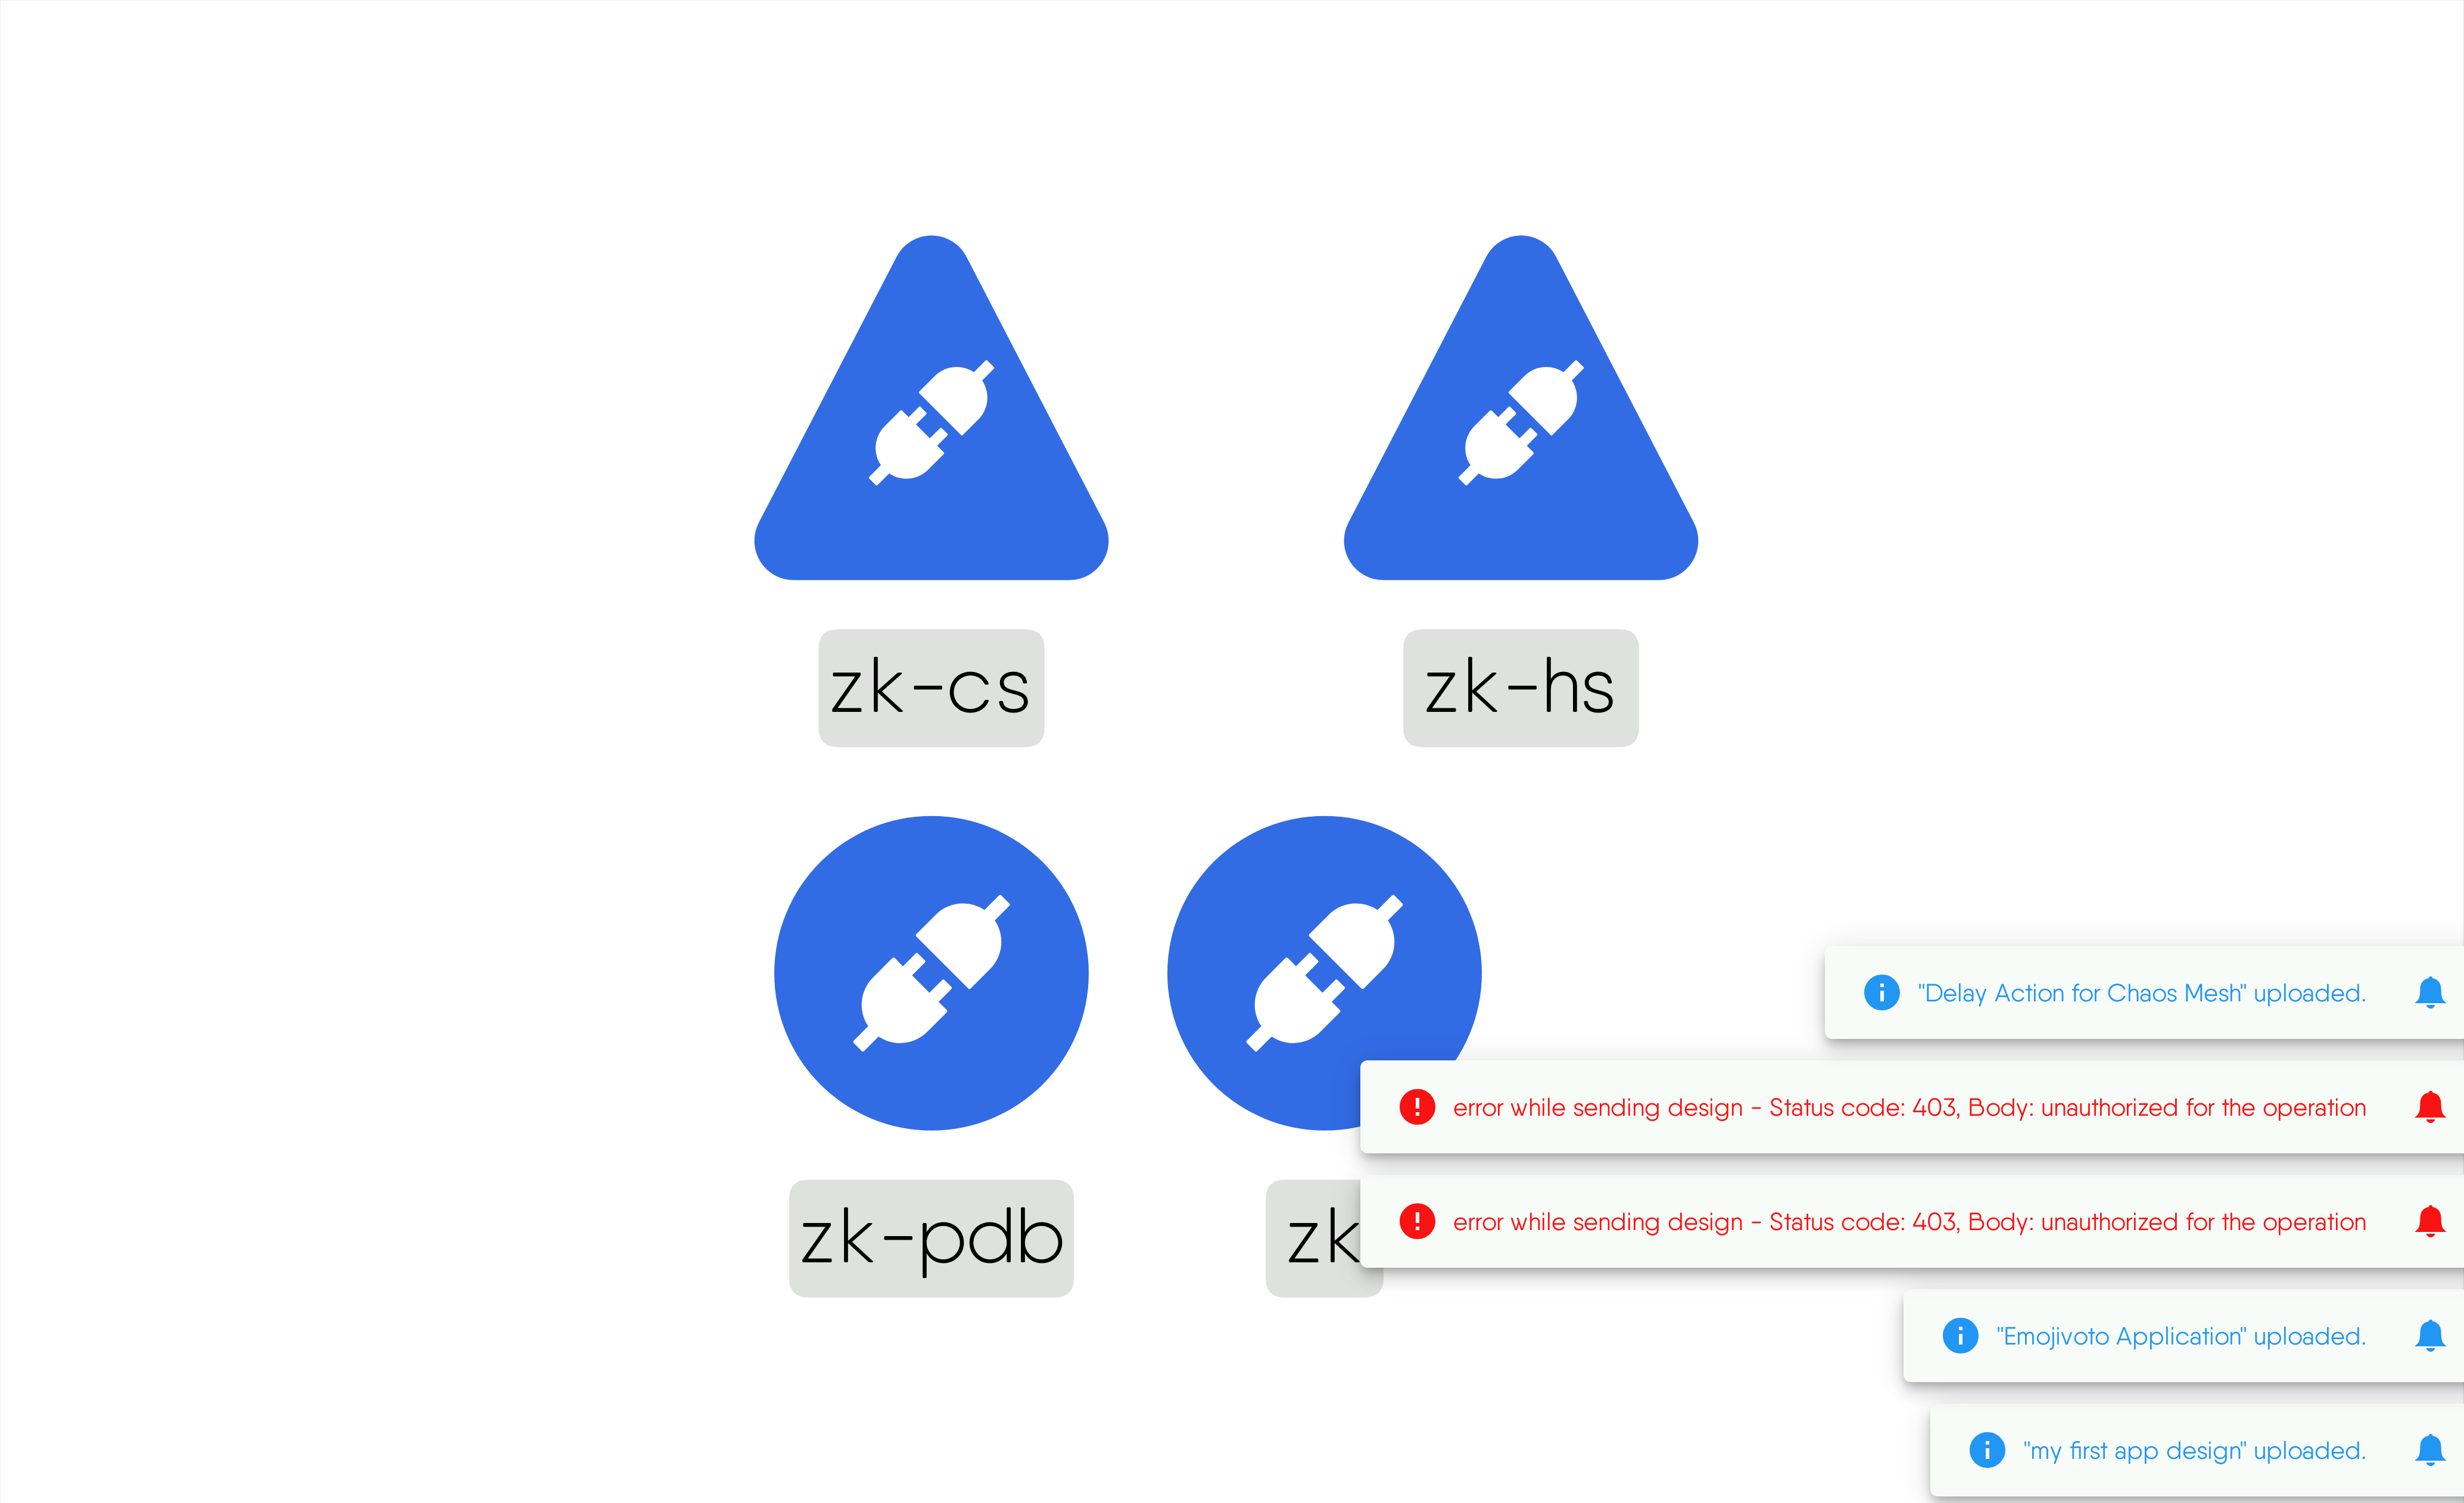 zk-cs
zk-hs
zk-pdb
zk
"Delay Action for Chaos Mesh" uploaded.
error while sending design - Status code: 403, Body: unauthorized for the operation
error while sending design - Status code: 403, Body: unauthorized for the operation
"Emojivoto Application" uploaded.
"my first app design" uploaded.